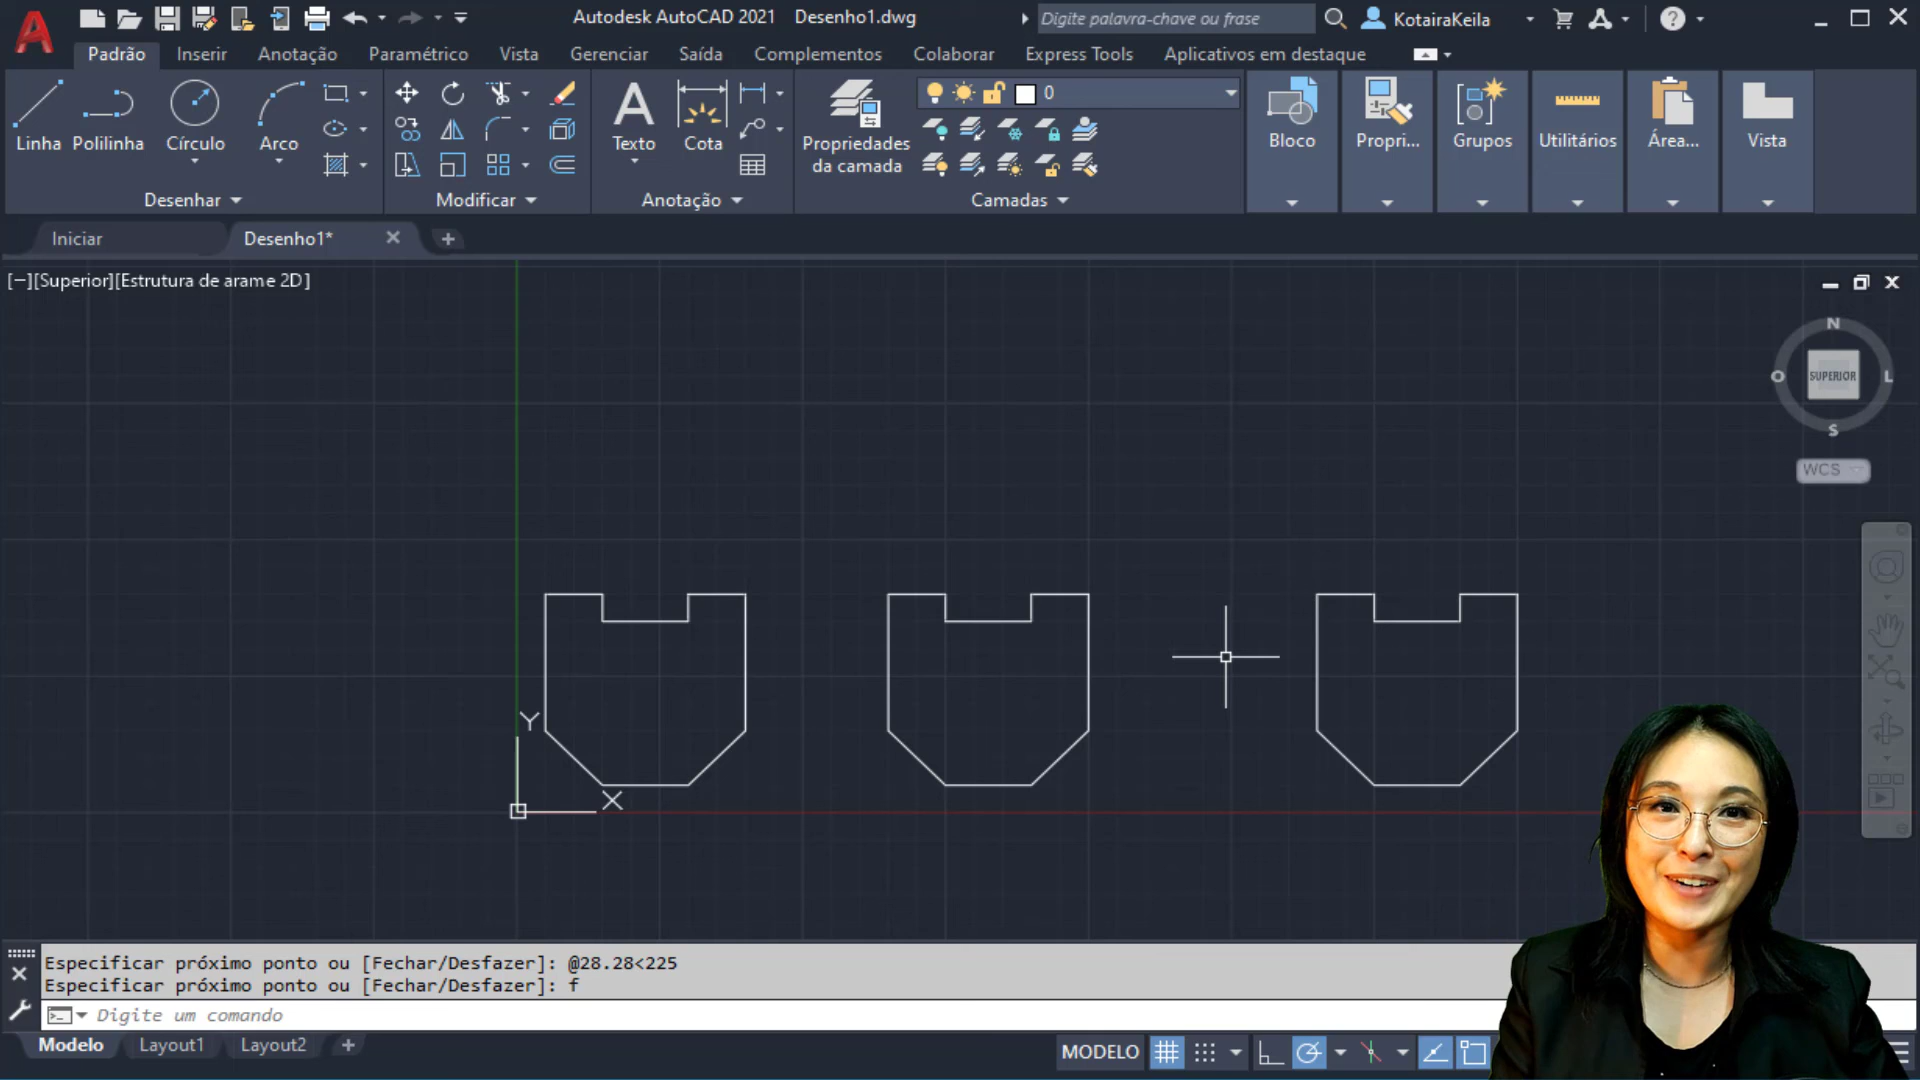 Autodesk AutoCAD 2021 Desenho1.dwg
Digite palavra-chave ou frase
KotairaKeila
Padrão Inserir Anotação Paramétrico Vista Gerenciar Saída Complementos Colaborar Express Tools Aplicativos em destaque
Linha Polilinha Círculo Arco
Texto Cota
Propriedades
da camada
0
Bloco Propri... Grupos Utilitários Área... Vista
Desenhar Modificar Anotação Camadas
Iniciar Desenho1*
[−][Superior][Estrutura de arame 2D]
N
O SUPERIOR L
S
WCS
Y
X
Especificar próximo ponto ou [Fechar/Desfazer]: @28.28<225
Especificar próximo ponto ou [Fechar/Desfazer]: f
Digite um comando
Modelo Layout1 Layout2
MODELO